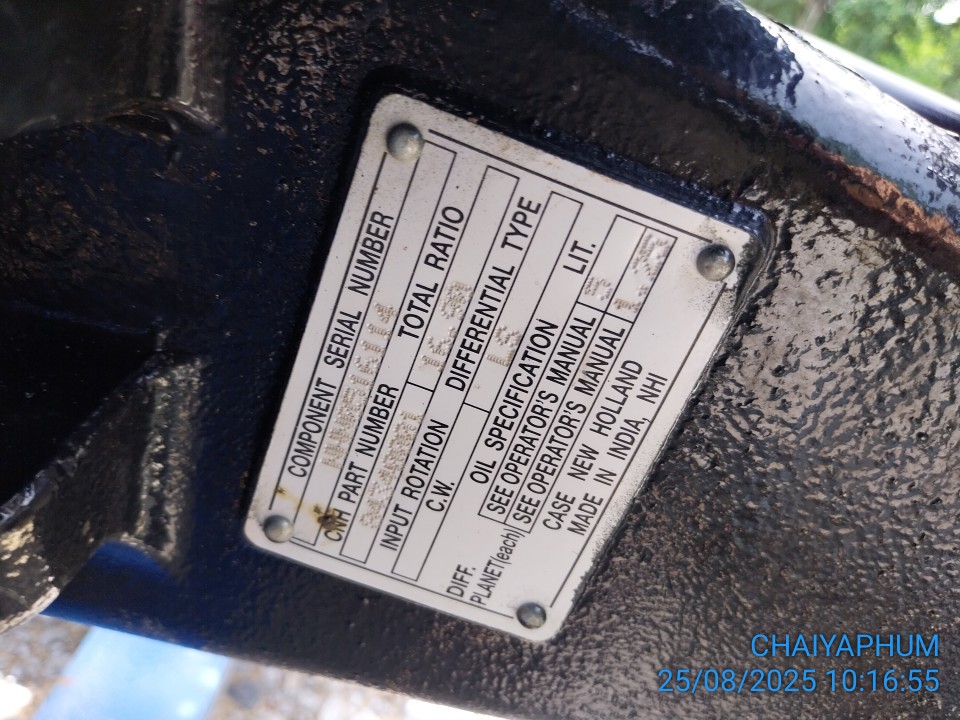 COMPONENT SERIAL NUMBER
CNH PART NUMBER TOTAL RATIO
INPUT ROTATION DIFFERENTIAL TYPE
C.W. LS
OIL SPECIFICATION LIT.
DIFF. SEE OPERATOR'S MANUAL 5
PLANET(each) SEE OPERATOR'S MANUAL
CASE NEW HOLLAND
MADE IN INDIA, NHI
CHAIYAPHUM
25/08/2025 10:16:55